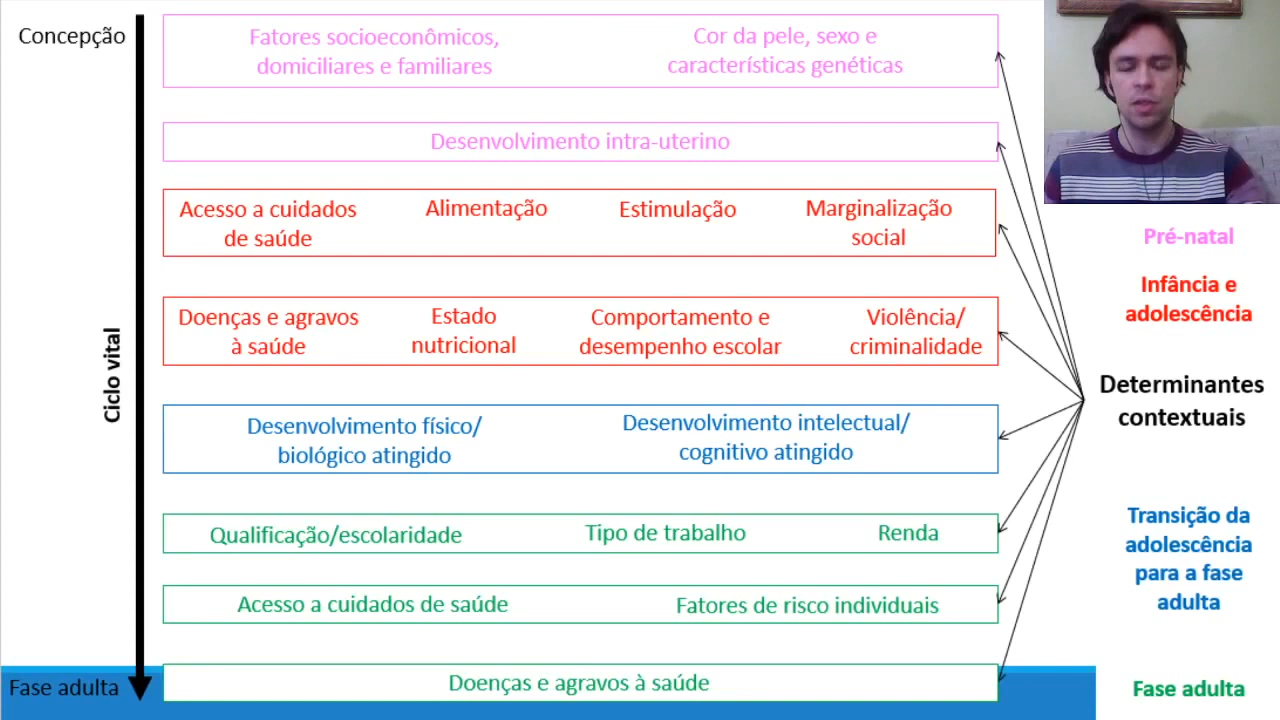 Concepção
Fatores socioeconômicos,
domiciliares e familiares
Cor da pele, sexo e
características genéticas
Desenvolvimento intra-uterino
Acesso a cuidados
de saúde
Alimentação
Estimulação
Marginalização
social
Pré-natal
Infância e
adolescência
Doenças e agravos
à saúde
Estado
nutricional
Comportamento e
desempenho escolar
Violência/
criminalidade
Ciclo vital
Determinantes
contextuais
Desenvolvimento físico/
biológico atingido
Desenvolvimento intelectual/
cognitivo atingido
Qualificação/escolaridade
Tipo de trabalho
Renda
Transição da
adolescência
para a fase
adulta
Acesso a cuidados de saúde
Fatores de risco individuais
Fase adulta
Doenças e agravos à saúde
Fase adulta